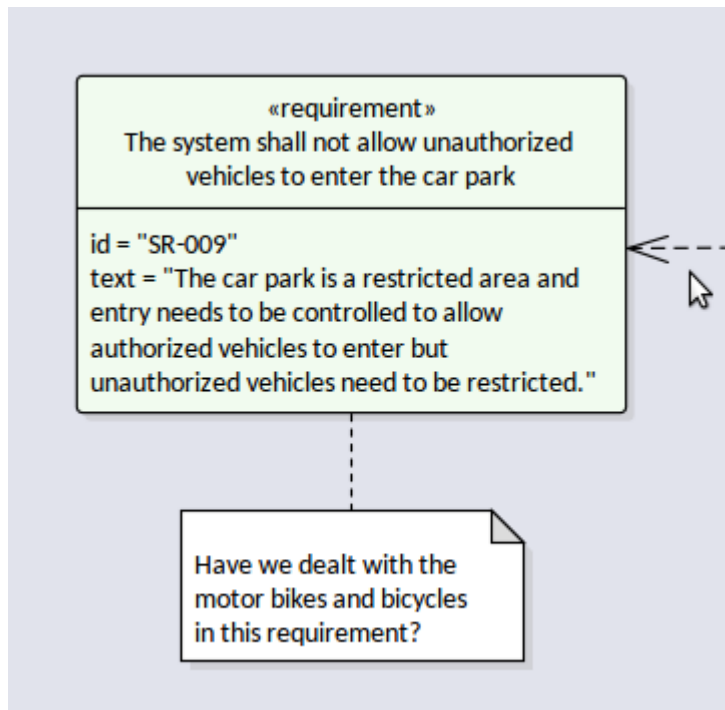 «requirement»
The system shall not allow unauthorized
vehicles to enter the car park
id = "SR-009"
text = "The car park is a restricted area and
entry needs to be controlled to allow
authorized vehicles to enter but
unauthorized vehicles need to be restricted."
Have we dealt with the
motor bikes and bicycles
in this requirement?